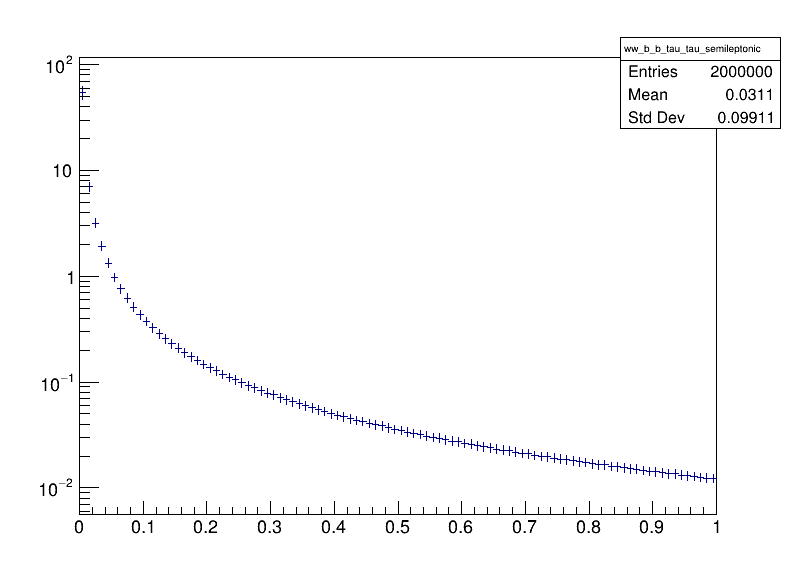 ww_b_b_tau_tau_semileptonic
Entries 2000000
Mean 0.0311
Std Dev 0.09911
10²
10
1
10⁻¹
10⁻²
0 0.1 0.2 0.3 0.4 0.5 0.6 0.7 0.8 0.9 1